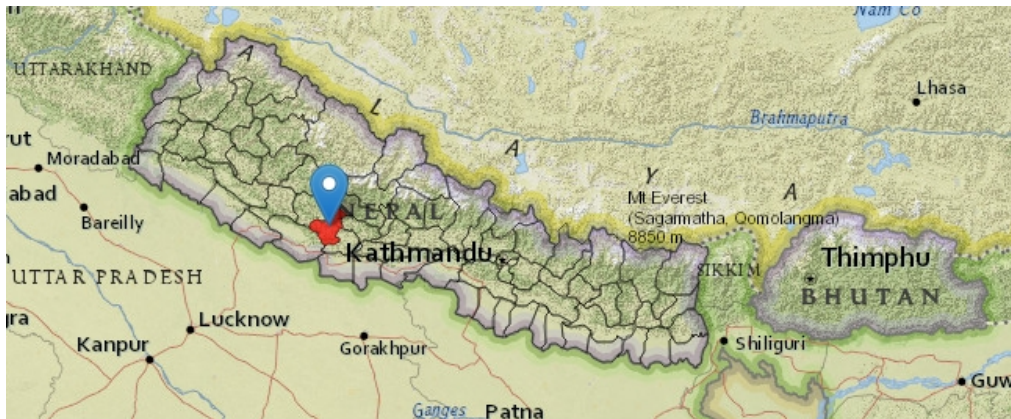 Nam Co
UTTARAKHAND
A
L
A
Y
A
Lhasa
Brahmaputra
rut
Moradabad
abad
Bareilly
Mt Everest
(Sagarmatha, Qomolangma)
8850 m
NEPAL
Kathmandu
UTTAR PRADESH
SIKKIM
Thimphu
BHUTAN
gra
Lucknow
Kanpur
Gorakhpur
Shiliguri
Guw
Ganges
Patna